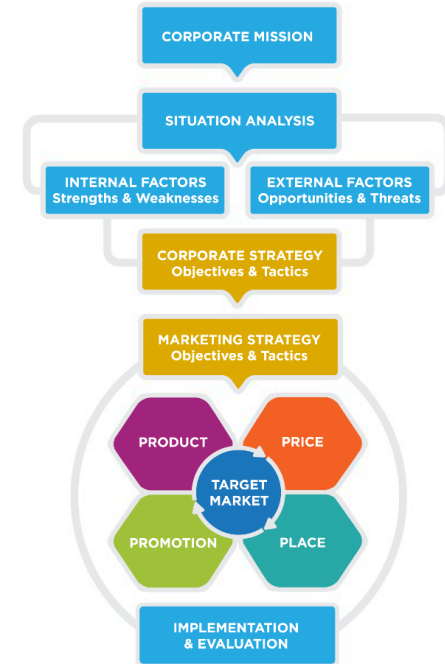 CORPORATE MISSION
SITUATION ANALYSIS
INTERNAL FACTORS
Strengths & Weaknesses
EXTERNAL FACTORS
Opportunities & Threats
CORPORATE STRATEGY
Objectives & Tactics
MARKETING STRATEGY
Objectives & Tactics
PRODUCT
PRICE
TARGET
MARKET
PROMOTION
PLACE
IMPLEMENTATION
& EVALUATION